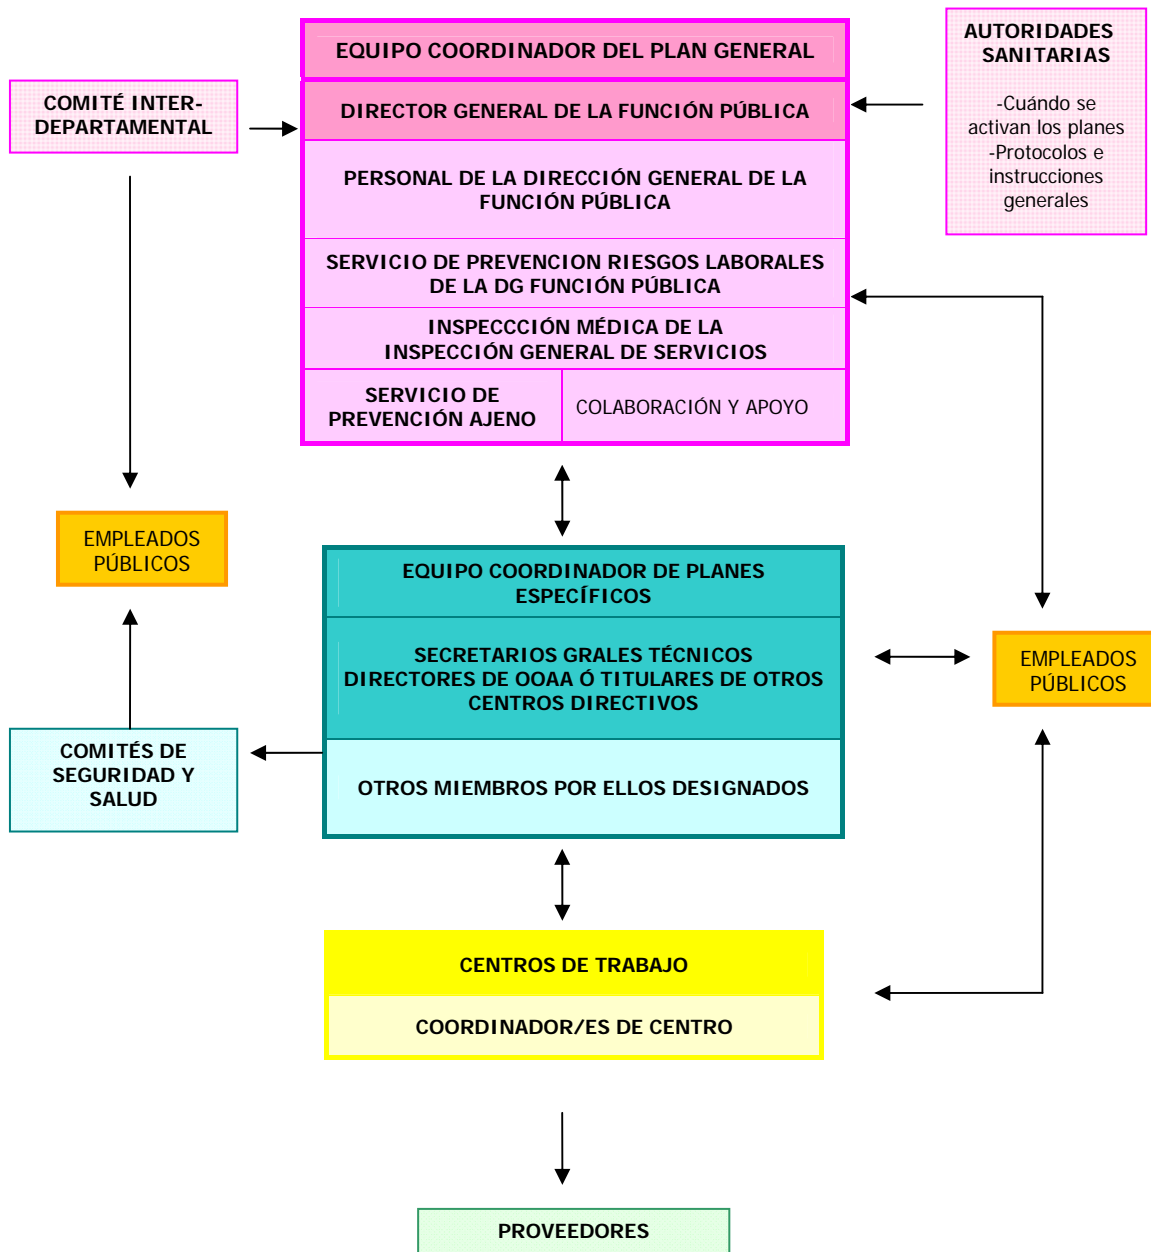 EQUIPO COORDINADOR DEL PLAN GENERAL
DIRECTOR GENERAL DE LA FUNCIÓN PÚBLICA
PERSONAL DE LA DIRECCIÓN GENERAL DE LA
FUNCIÓN PÚBLICA
SERVICIO DE PREVENCION RIESGOS LABORALES
DE LA DG FUNCIÓN PÚBLICA
INSPECCCIÓN MÉDICA DE LA
INSPECCIÓN GENERAL DE SERVICIOS
SERVICIO DE
PREVENCIÓN AJENO
COLABORACIÓN Y APOYO
COMITÉ INTER-
DEPARTAMENTAL
AUTORIDADES
SANITARIAS
-Cuándo se
activan los planes
-Protocolos e
instrucciones
generales
EMPLEADOS
PÚBLICOS
EQUIPO COORDINADOR DE PLANES
ESPECÍFICOS
SECRETARIOS GRALES TÉCNICOS
DIRECTORES DE OOAA Ó TITULARES DE OTROS
CENTROS DIRECTIVOS
OTROS MIEMBROS POR ELLOS DESIGNADOS
EMPLEADOS
PÚBLICOS
COMITÉS DE
SEGURIDAD Y
SALUD
CENTROS DE TRABAJO
COORDINADOR/ES DE CENTRO
PROVEEDORES